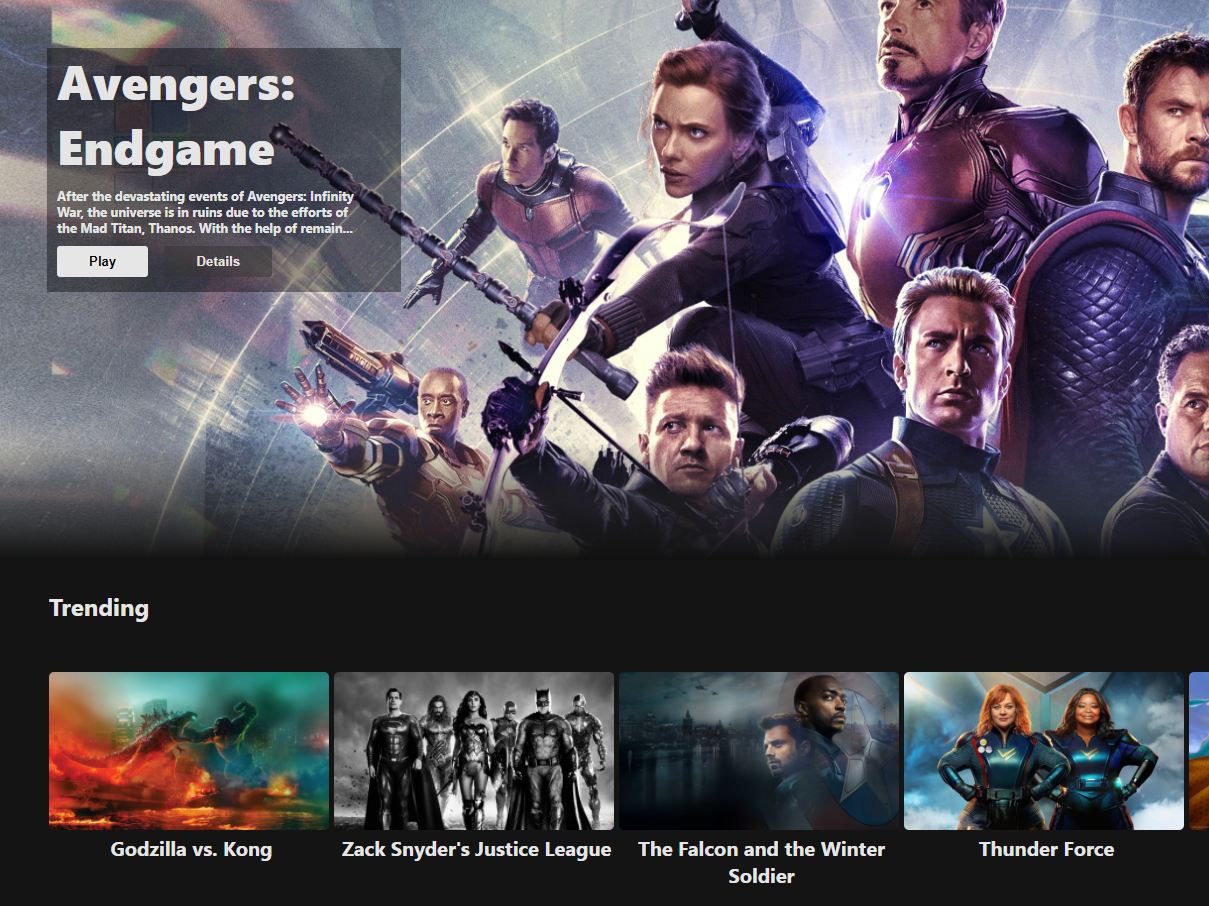 Avengers:
Endgame
After the devastating events of Avengers: Infinity
War, the universe is in ruins due to the efforts of
the Mad Titan, Thanos. With the help of remain...
Play
Details
Trending
Godzilla vs. Kong
Zack Snyder's Justice League
The Falcon and the Winter
Soldier
Thunder Force